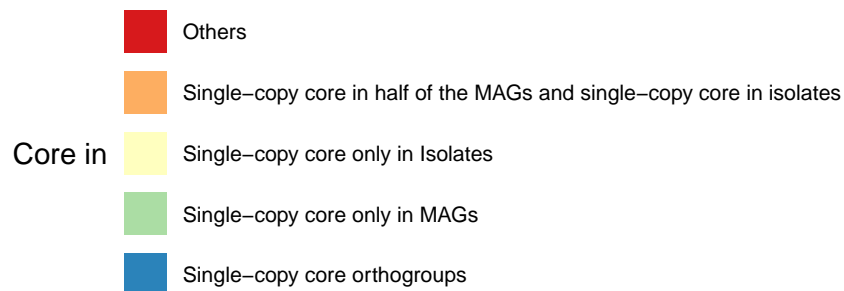 Others
Single−copy core in half of the MAGs and single−copy core in isolates
Core in
Single−copy core only in Isolates
Single−copy core only in MAGs
Single−copy core orthogroups